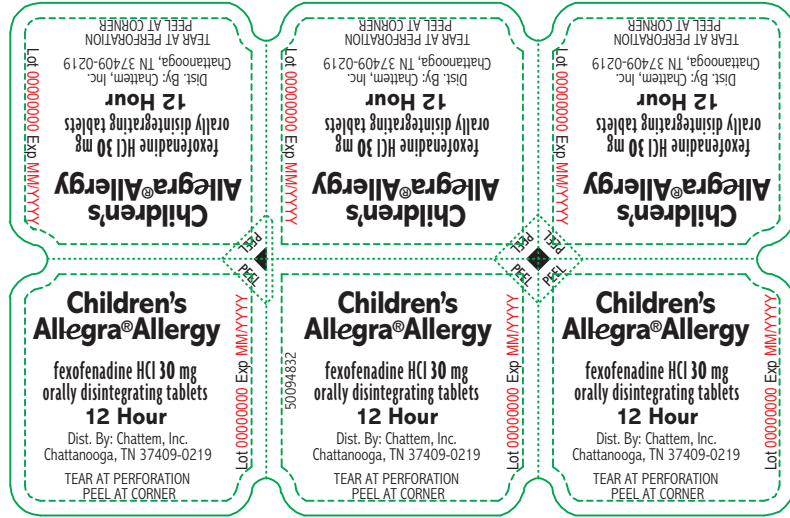 TEAR AT PERFORATION
PEEL AT CORNER
Dist. By: Chattem, Inc.
Chattanooga, TN 37409-0219
12 Hour
fexofenadine HCl 30 mg
orally disintegrating tablets
Children's
Allegra®Allergy
Lot 00000000 Exp MM/YYYY
TEAR AT PERFORATION
PEEL AT CORNER
Dist. By: Chattem, Inc.
Chattanooga, TN 37409-0219
12 Hour
fexofenadine HCl 30 mg
orally disintegrating tablets
Children's
Allegra®Allergy
Lot 00000000 Exp MM/YYYY
TEAR AT PERFORATION
PEEL AT CORNER
Dist. By: Chattem, Inc.
Chattanooga, TN 37409-0219
12 Hour
fexofenadine HCl 30 mg
orally disintegrating tablets
Children's
Allegra®Allergy
Lot 00000000 Exp MM/YYYY
PEEL
PEEL
PEEL
PEEL
PEEL
PEEL
Children's
Allegra®Allergy
fexofenadine HCl 30 mg
orally disintegrating tablets
12 Hour
Dist. By: Chattem, Inc.
Chattanooga, TN 37409-0219
TEAR AT PERFORATION
PEEL AT CORNER
Lot 00000000 Exp MM/YYYY
50094832
Children's
Allegra®Allergy
fexofenadine HCl 30 mg
orally disintegrating tablets
12 Hour
Dist. By: Chattem, Inc.
Chattanooga, TN 37409-0219
TEAR AT PERFORATION
PEEL AT CORNER
Lot 00000000 Exp MM/YYYY
Children's
Allegra®Allergy
fexofenadine HCl 30 mg
orally disintegrating tablets
12 Hour
Dist. By: Chattem, Inc.
Chattanooga, TN 37409-0219
TEAR AT PERFORATION
PEEL AT CORNER
Lot 00000000 Exp MM/YYYY